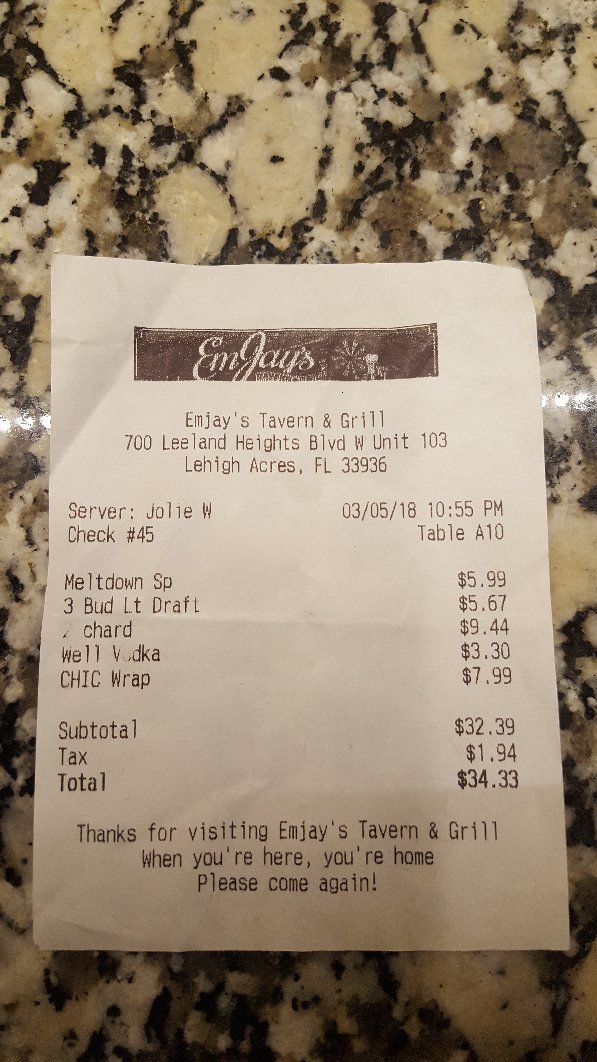 EmJay's
Emjay's Tavern & Grill
700 Leeland Heights Blvd W Unit 103
Lehigh Acres, FL 33936
Server: Jolie W 03/05/18 10:55 PM
Check #45 Table A10
Meltdown Sp $5.99
3 Bud Lt Draft $5.67
2 chard $9.44
Well Vodka $3.30
CHIC Wrap $7.99
Subtotal $32.39
Tax $1.94
Total $34.33
Thanks for visiting Emjay's Tavern & Grill
When you're here, you're home
Please come again!